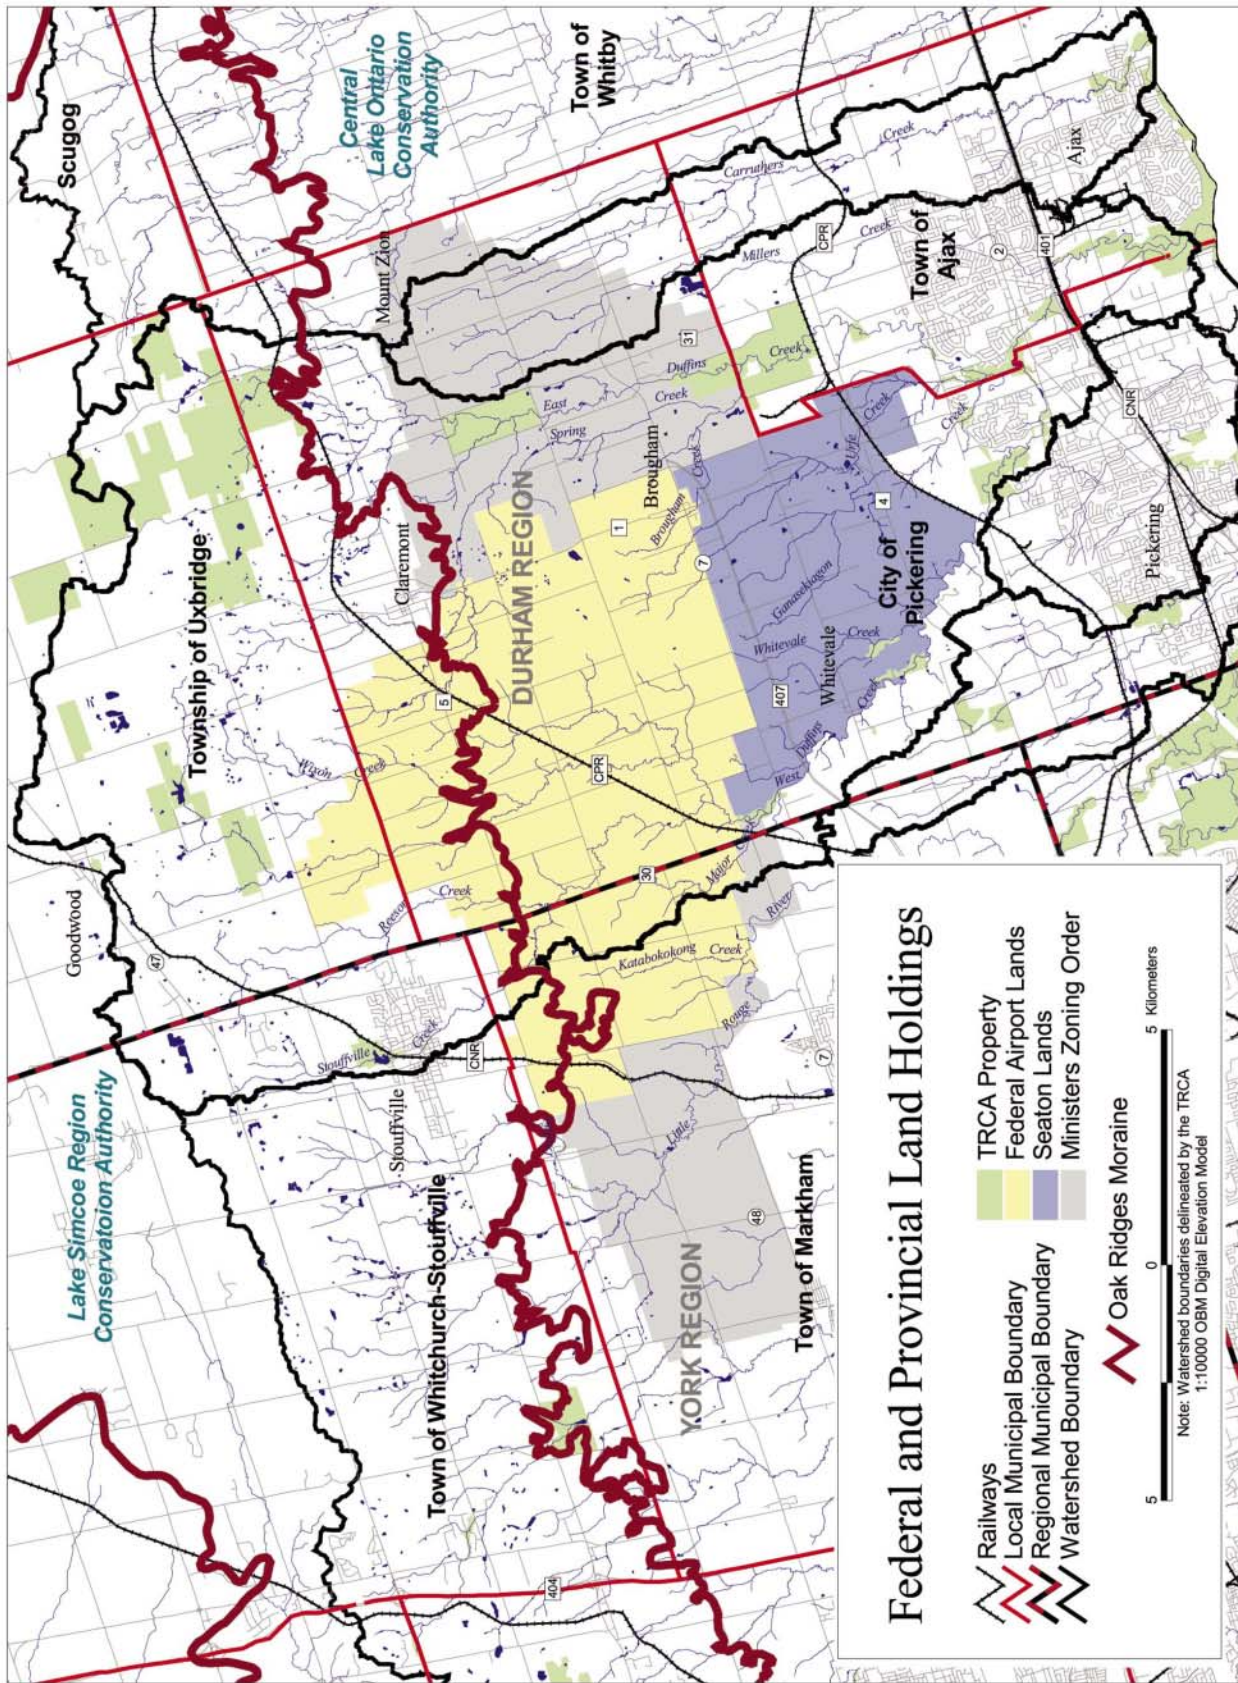 Scugog
Central
Lake Ontario
Conservation
Authority
Town of
Whitby
Lake Simcoe Region
Conservatoion Authority
Goodwood
47
Township of Uxbridge
Mount Zion
Stouffville
Creek
Stouffville
CNR
Reesor
Creek
Wixon
Creek
5
Claremont
DURHAM REGION
East
Duffins
Creek
Spring
Creek
31
Carruthers
Creek
Millers
Creek
CPR
Town of
Ajax
2
401
Ajax
Town of Whitchurch-Stouffville
404
YORK REGION
Town of Markham
48
Little
Rouge
River
7
Katabokokong
Creek
Major
30
CPR
1
Brougham
Brougham
Creek
7
Urfe
Creek
4
Creek
City of
Pickering
Ganasekiagon
Whitevale
Creek
Whitevale
407
West
Duffins
Creek
CNR
Pickering
Federal and Provincial Land Holdings
Railways
Local Municipal Boundary
Regional Municipal Boundary
Watershed Boundary
TRCA Property
Federal Airport Lands
Seaton Lands
Ministers Zoning Order
Oak Ridges Moraine
5 0 5 Kilometers
Note: Watershed boundaries delineated by the TRCA
1:10000 OBM Digital Elevation Model